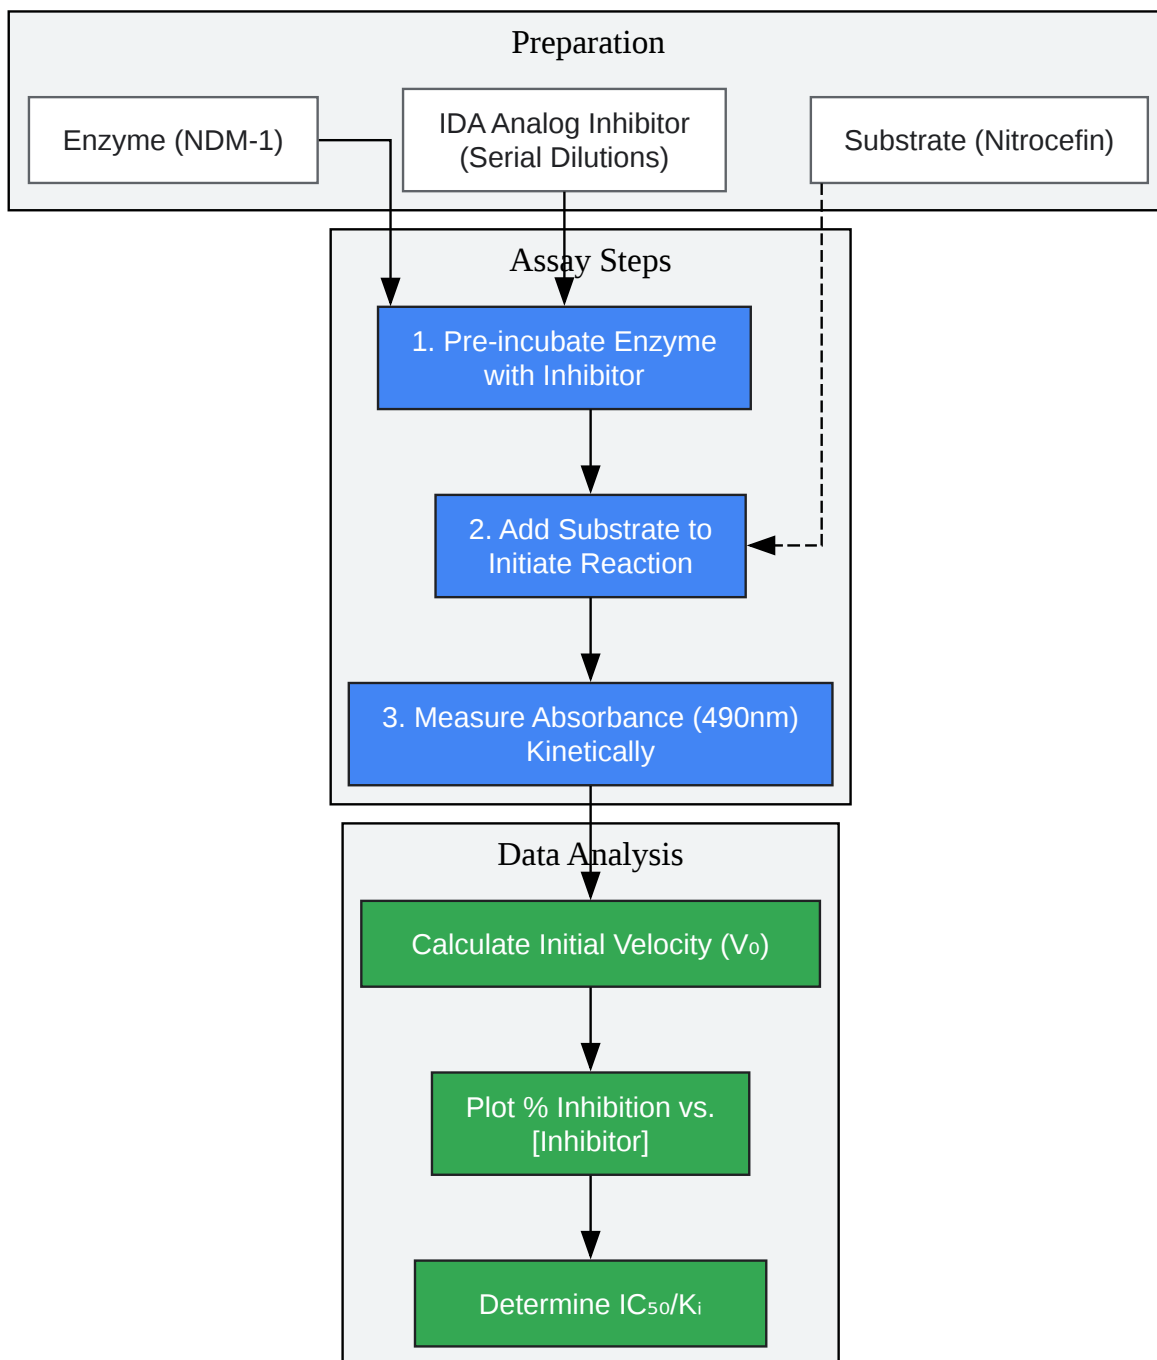 Preparation
Enzyme (NDM-1)
IDA Analog Inhibitor
(Serial Dilutions)
Substrate (Nitrocefin)
Assay Steps
1. Pre-incubate Enzyme
with Inhibitor
2. Add Substrate to
Initiate Reaction
3. Measure Absorbance (490nm)
Kinetically
Data Analysis
Calculate Initial Velocity (V₀)
Plot % Inhibition vs.
[Inhibitor]
Determine IC₅₀/Kᵢ